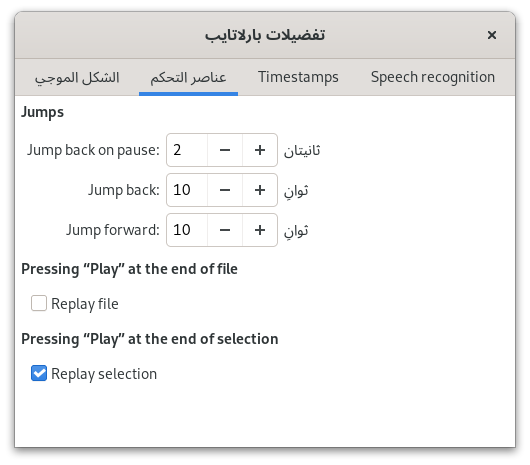 تفضيلات بارلاتايب
الشكل الموجي عناصر التحكم Timestamps Speech recognition
Jumps
Jump back on pause: 2 − + ثانيتان
Jump back: 10 − + ثوانٍ
Jump forward: 10 − + ثوانٍ
Pressing “Play” at the end of file
Replay file
Pressing “Play” at the end of selection
Replay selection